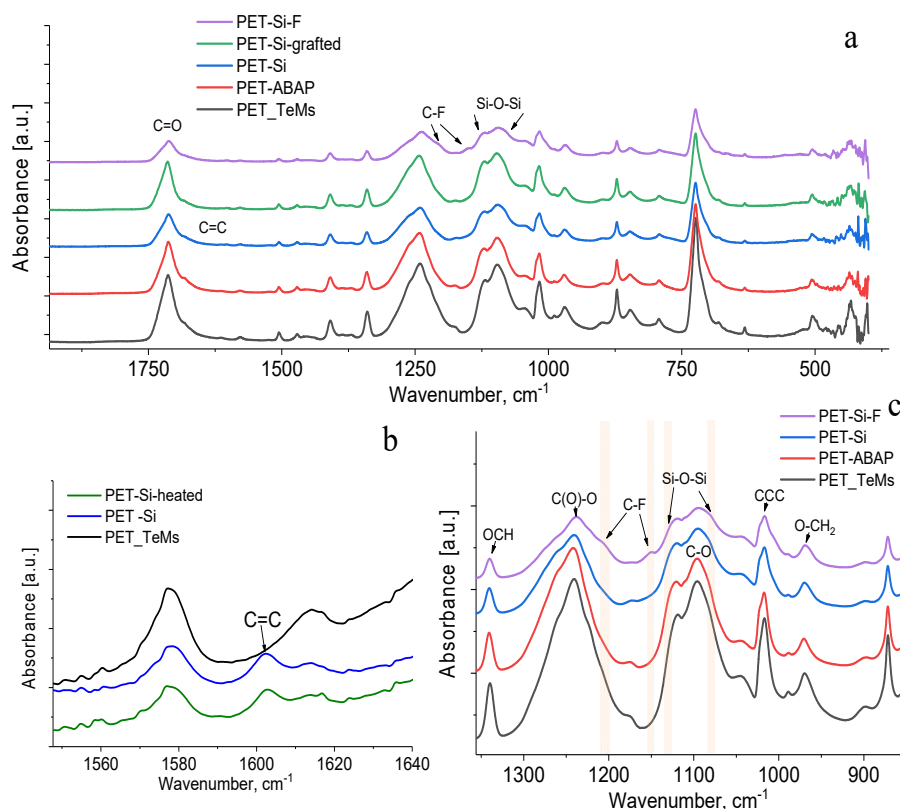 PET-Si-F
PET-Si-grafted
PET-Si
PET-ABAP
PET_TeMs
a
C=O
C=C
C-F
Si-O-Si
Absorbance [a.u.]
1750
1500
1250
1000
750
500
Wavenumber, cm-1
b
PET-Si-heated
PET -Si
PET_TeMs
C=C
Absorbance [a.u.]
1560
1580
1600
1620
1640
Wavenumber, cm-1
c
PET-Si-F
PET-Si
PET-ABAP
PET_TeMs
OCH
C(O)-O
C-F
Si-O-Si
C-O
CCC
O-CH2
Absorbance [a.u.]
1300
1200
1100
1000
900
Wavenumber, cm-1